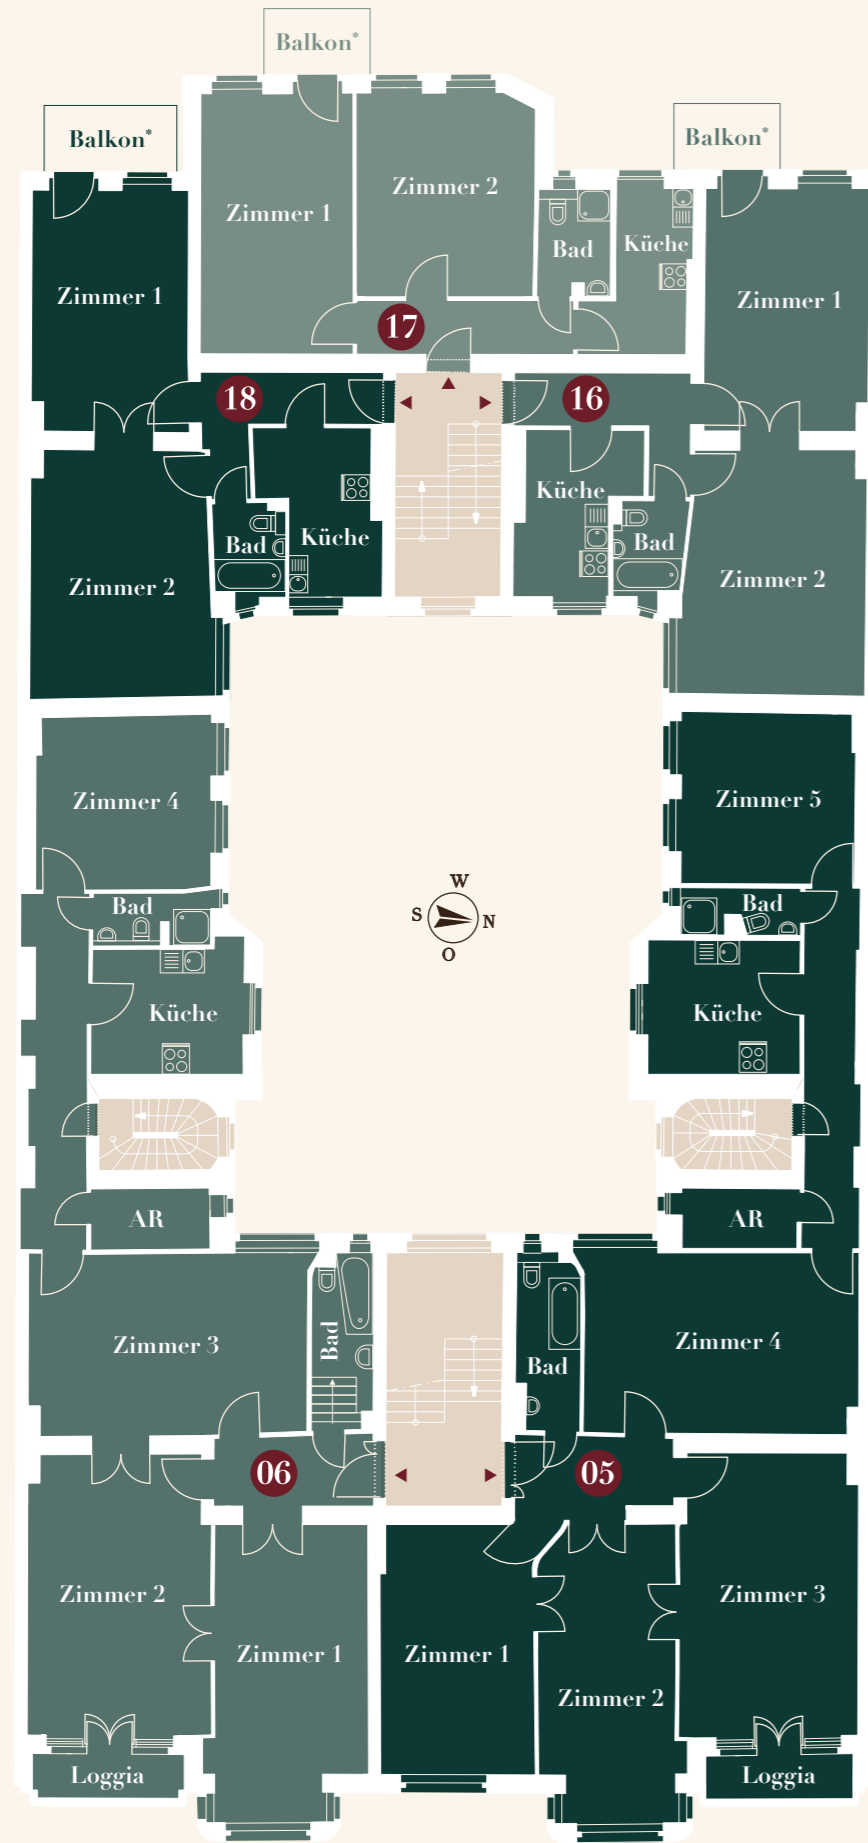 Balkon*
Balkon*
Balkon*
Zimmer 2
Zimmer 1
Bad
Küche
Zimmer 1
Zimmer 1
17
18
16
Küche
Bad
Küche
Bad
Zimmer 2
Zimmer 2
Zimmer 4
Zimmer 5
W
S
N
O
Bad
Bad
Küche
Küche
AR
AR
Zimmer 3
Bad
Bad
Zimmer 4
06
05
Zimmer 2
Zimmer 3
Zimmer 1
Zimmer 1
Zimmer 2
Loggia
Loggia